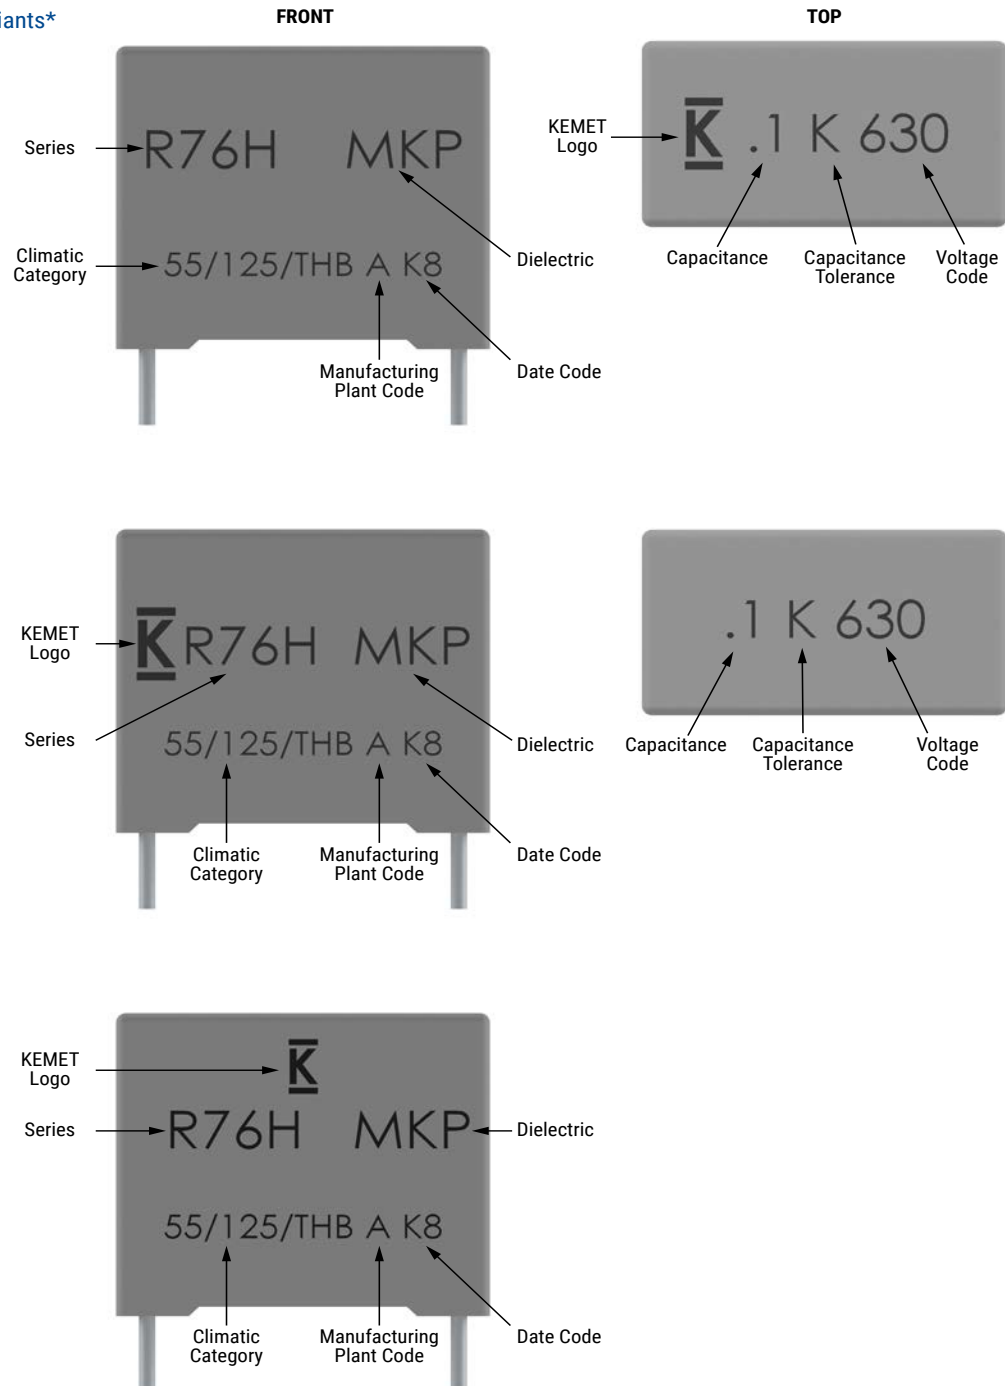 iants*
FRONT
TOP
Series
R76H MKP
Climatic
Category
55/125/THB A K8
Dielectric
Manufacturing
Plant Code
Date Code
KEMET
Logo
K .1 K 630
Capacitance
Capacitance
Tolerance
Voltage
Code
KEMET
Logo
K R76H MKP
Series
55/125/THB A K8
Dielectric
Climatic
Category
Manufacturing
Plant Code
Date Code
.1 K 630
Capacitance
Capacitance
Tolerance
Voltage
Code
KEMET
Logo
K
Series
R76H MKP
Dielectric
55/125/THB A K8
Climatic
Category
Manufacturing
Plant Code
Date Code